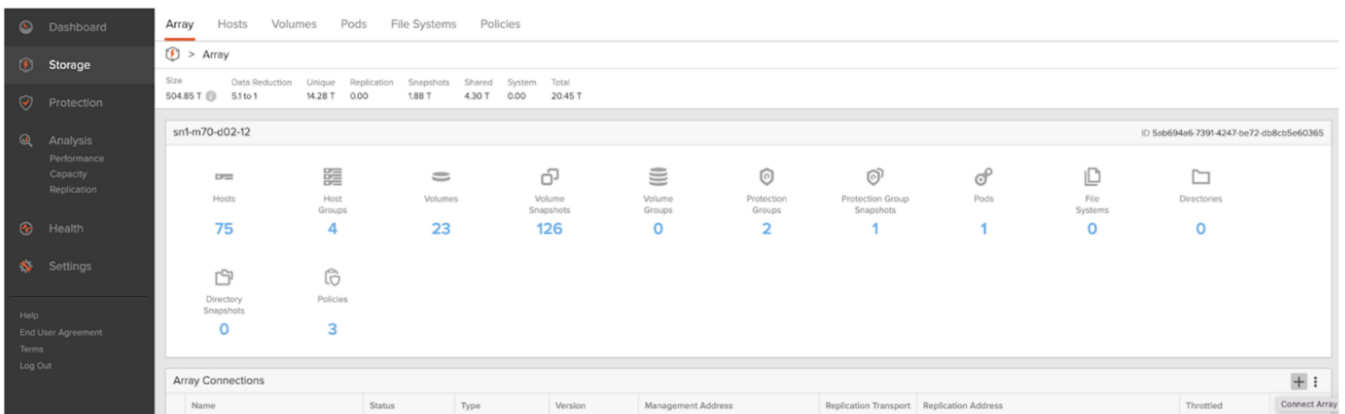 Dashboard
Storage
Protection
Analysis
Performance
Capacity
Replication
Health
Settings
Help
End User Agreement
Terms
Log Out
Array Hosts Volumes Pods File Systems Policies
> Array
Size Data Reduction Unique Replication Snapshots Shared System Total
504.85 T 5.1 to 1 14.28 T 0.00 1.88 T 4.30 T 0.00 20.45 T
sn1-m70-d02-12 ID 5ab694a6-7391-4247-be72-db8cb5e60365
Hosts
75
Host
Groups
4
Volumes
23
Volume
Snapshots
126
Volume
Groups
0
Protection
Groups
2
Protection Group
Snapshots
1
Pods
1
File
Systems
0
Directories
0
Directory
Snapshots
0
Policies
3
Array Connections
Name Status Type Version Management Address Replication Transport Replication Address Throttled Connect Array